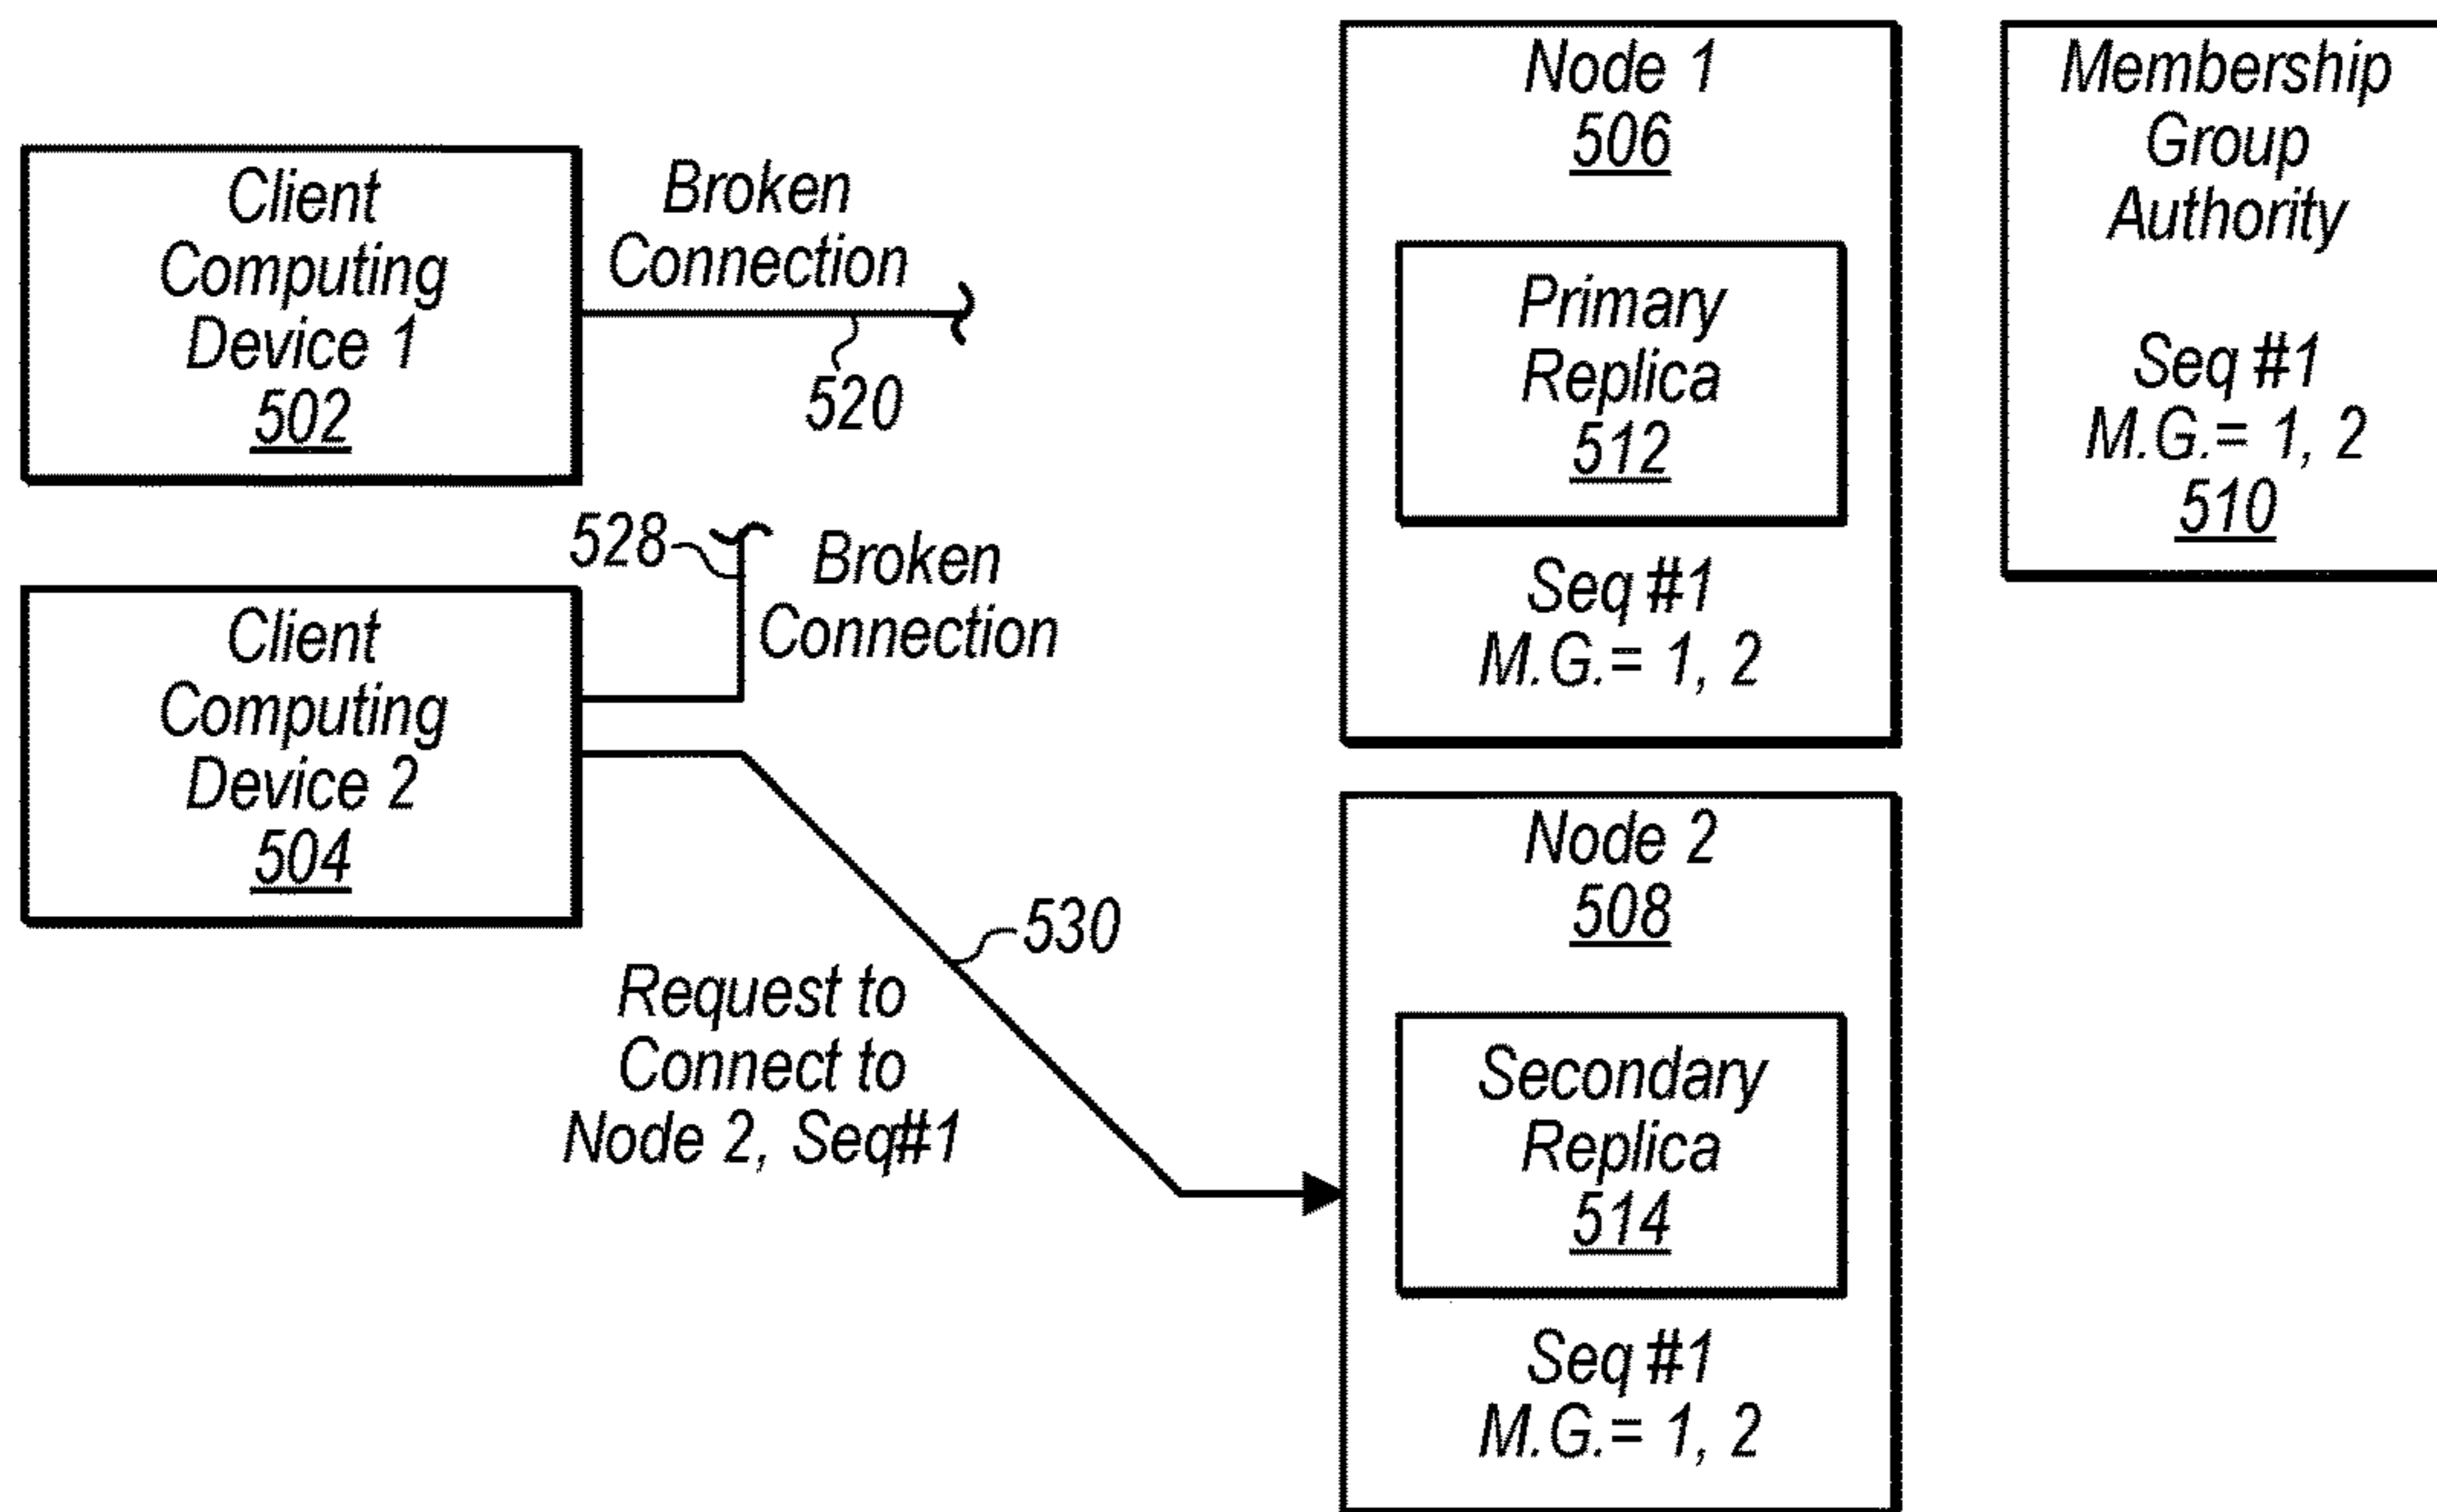 Client
Computing
Device 1
502
Broken
Connection
520
528
Broken
Connection
Client
Computing
Device 2
504
530
Request to
Connect to
Node 2, Seq#1
Node 1
506
Primary
Replica
512
Seq #1
M.G.= 1, 2
Node 2
508
Secondary
Replica
514
Seq #1
M.G.= 1, 2
Membership
Group
Authority
Seq #1
M.G.= 1, 2
510